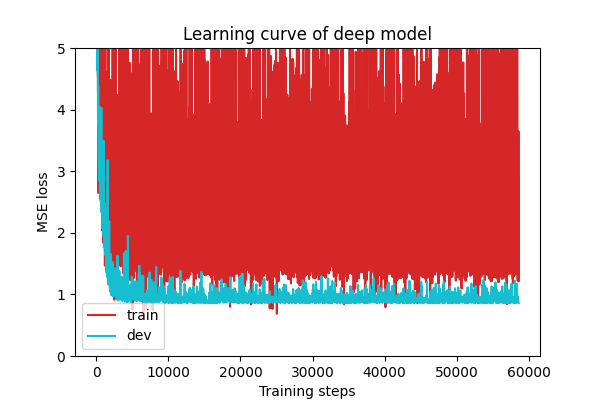 Learning curve of deep model
5
4
3
2
1
0
MSE loss
train
dev
0 10000 20000 30000 40000 50000 60000
Training steps